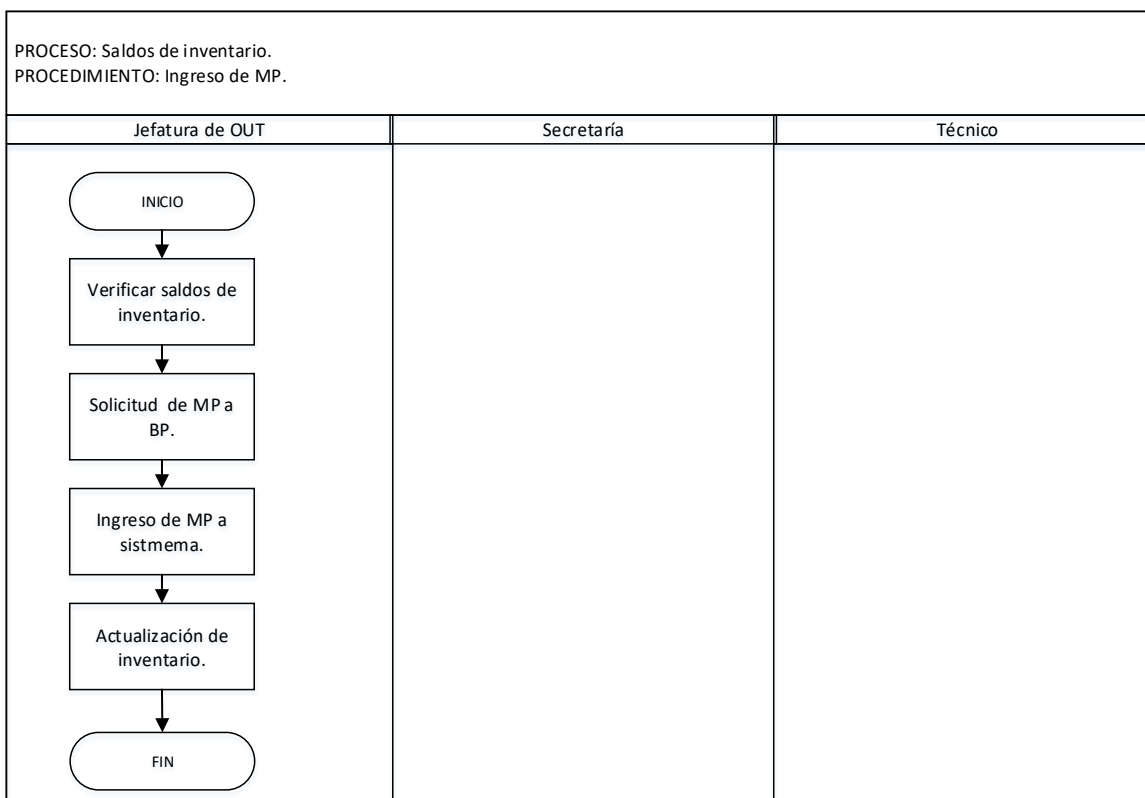 PROCESO: Saldos de inventario.
PROCEDIMIENTO: Ingreso de MP.
Jefatura de OUT
Secretaría
Técnico
INICIO
Verificar saldos de
inventario.
Solicitud de MP a
BP.
Ingreso de MP a
sistmema.
Actualización de
inventario.
FIN